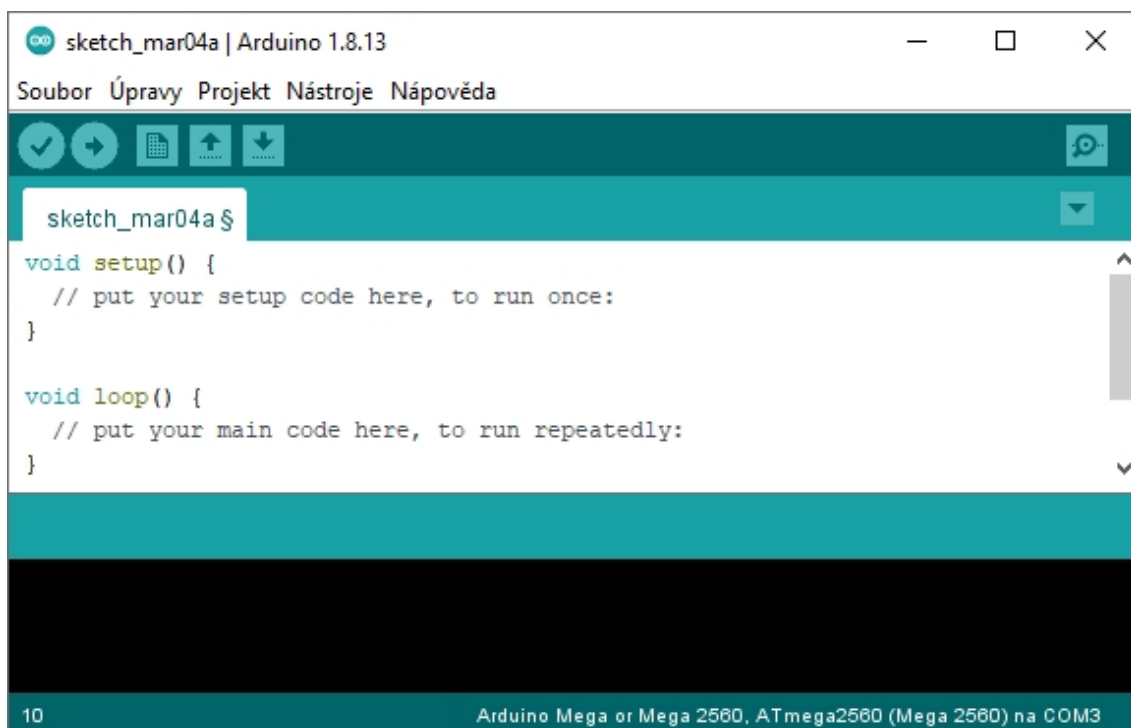 sketch_mar04a | Arduino 1.8.13
Soubor Úpravy Projekt Nástroje Nápověda
sketch_mar04a §
void setup() {
  // put your setup code here, to run once:
}
void loop() {
  // put your main code here, to run repeatedly:
}
10 Arduino Mega or Mega 2560, ATmega2560 (Mega 2560) na COM3